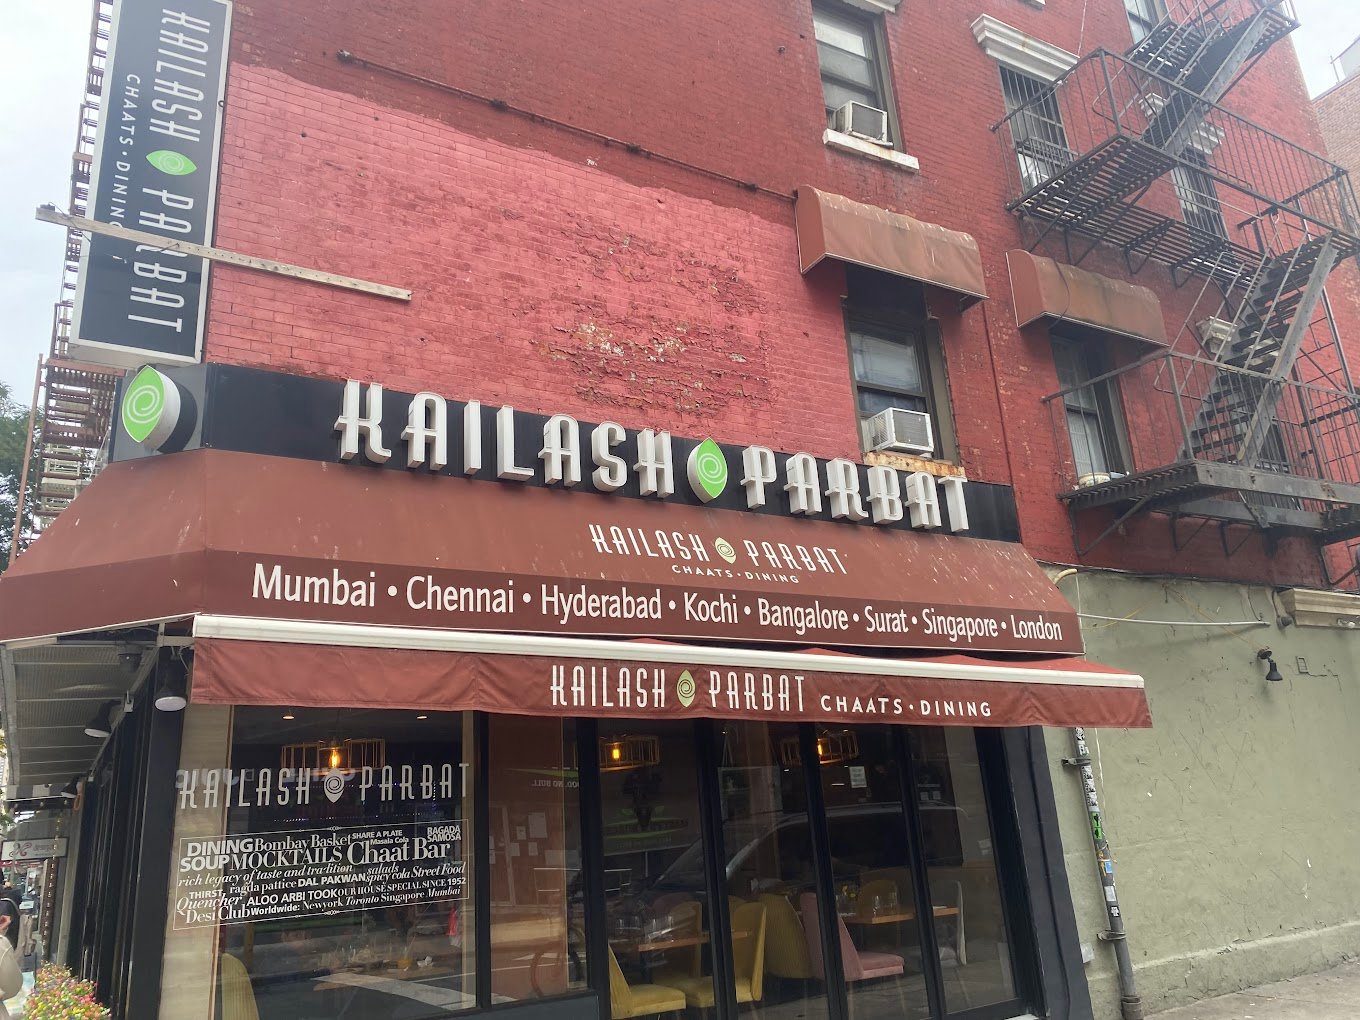 KAILASH PARBAT
CHAATS • DINING
KAILASH PARBAT
KAILASH PARBAT
CHAATS • DINING
Mumbai • Chennai • Hyderabad • Kochi • Bangalore • Surat • Singapore • London
KAILASH PARBAT CHAATS • DINING
KAILASH PARBAT
DINING Bombay Basket SHARE A PLATE Masala Cola RAGADA SAMOSA
SOUP MOCKTAILS Chaat Bar
rich legacy of taste and tradition salads
THIRST Quencher ragda pattice DAL PAKWAN spicy cola Street Food
ALOO ARBI TOOK OUR HOUSE SPECIAL SINCE 1952
Desi Club Worldwide: Newyork Toronto Singapore Mumbai